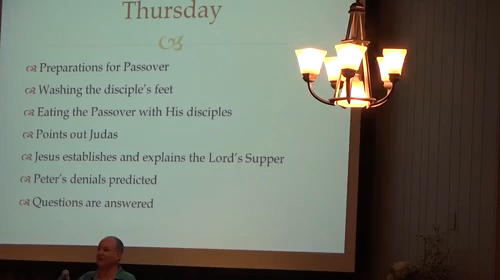 Thursday
Preparations for Passover
Washing the disciple's feet
Eating the Passover with His disciples
Points out Judas
Jesus establishes and explains the Lord's Supper
Peter's denials predicted
Questions are answered